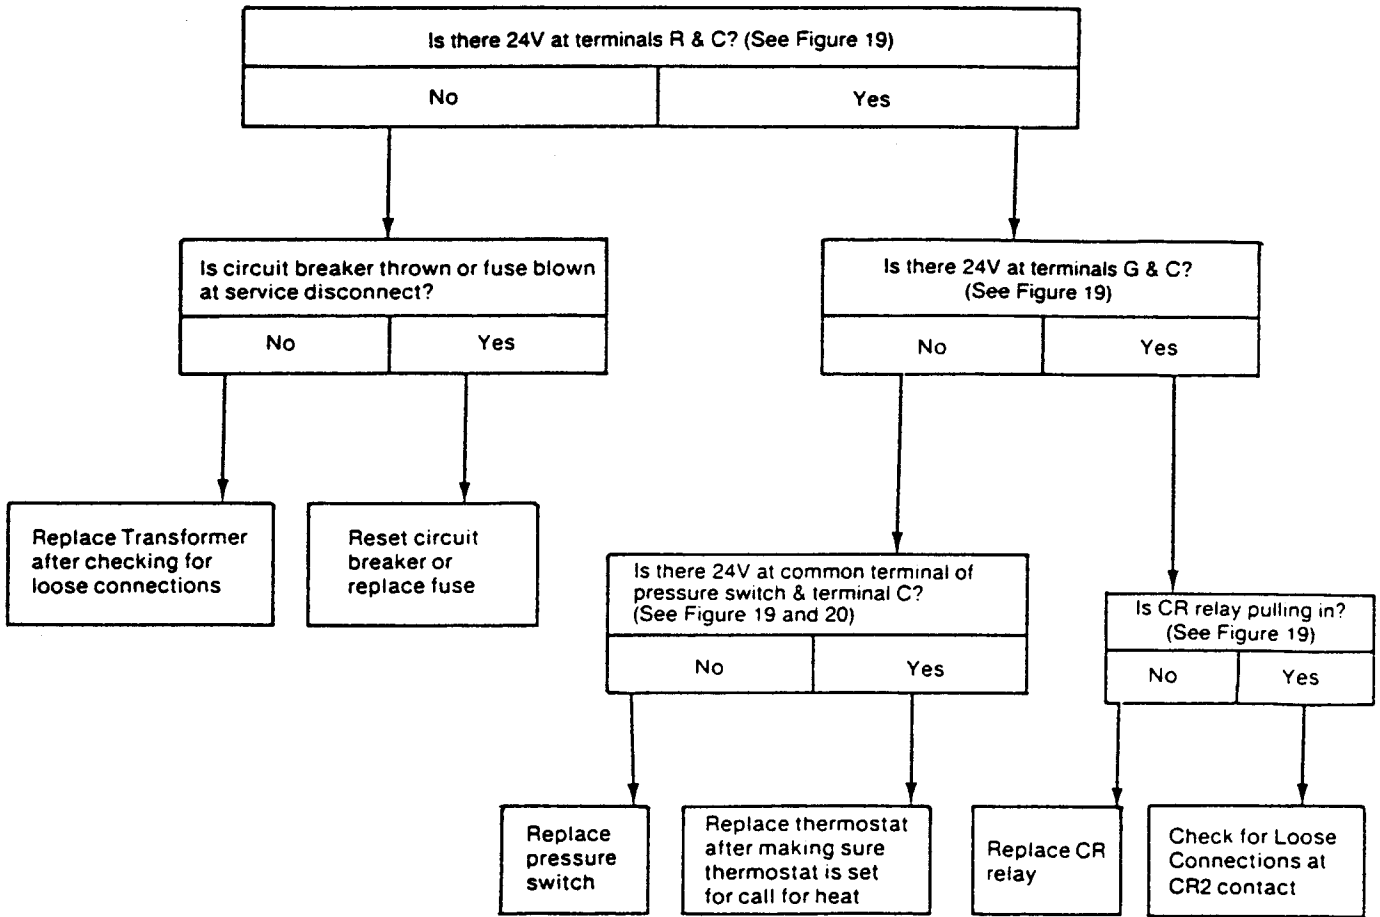 Is there 24V at terminals R & C? (See Figure 19)
No
Yes
Is circuit breaker thrown or fuse blown
at service disconnect?
No
Yes
Is there 24V at terminals G & C?
(See Figure 19)
No
Yes
Replace Transformer
after checking for
loose connections
Reset circuit
breaker or
replace fuse
Is there 24V at common terminal of
pressure switch & terminal C?
(See Figure 19 and 20)
No
Yes
Is CR relay pulling in?
(See Figure 19)
No
Yes
Replace
pressure
switch
Replace thermostat
after making sure
thermostat is set
for call for heat
Replace CR
relay
Check for Loose
Connections at
CR2 contact